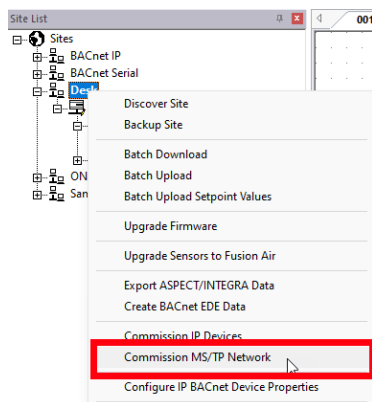 Site List
001
Sites
BACnet IP
BACnet Serial
Desk
Discover Site
Backup Site
Batch Download
Batch Upload
ON
Batch Upload Setpoint Values
Upgrade Firmware
Upgrade Sensors to Fusion Air
Export ASPECT/INTEGRA Data
Create BACnet EDE Data
Commission IP Devices
Commission MS/TP Network
Configure IP BACnet Device Properties